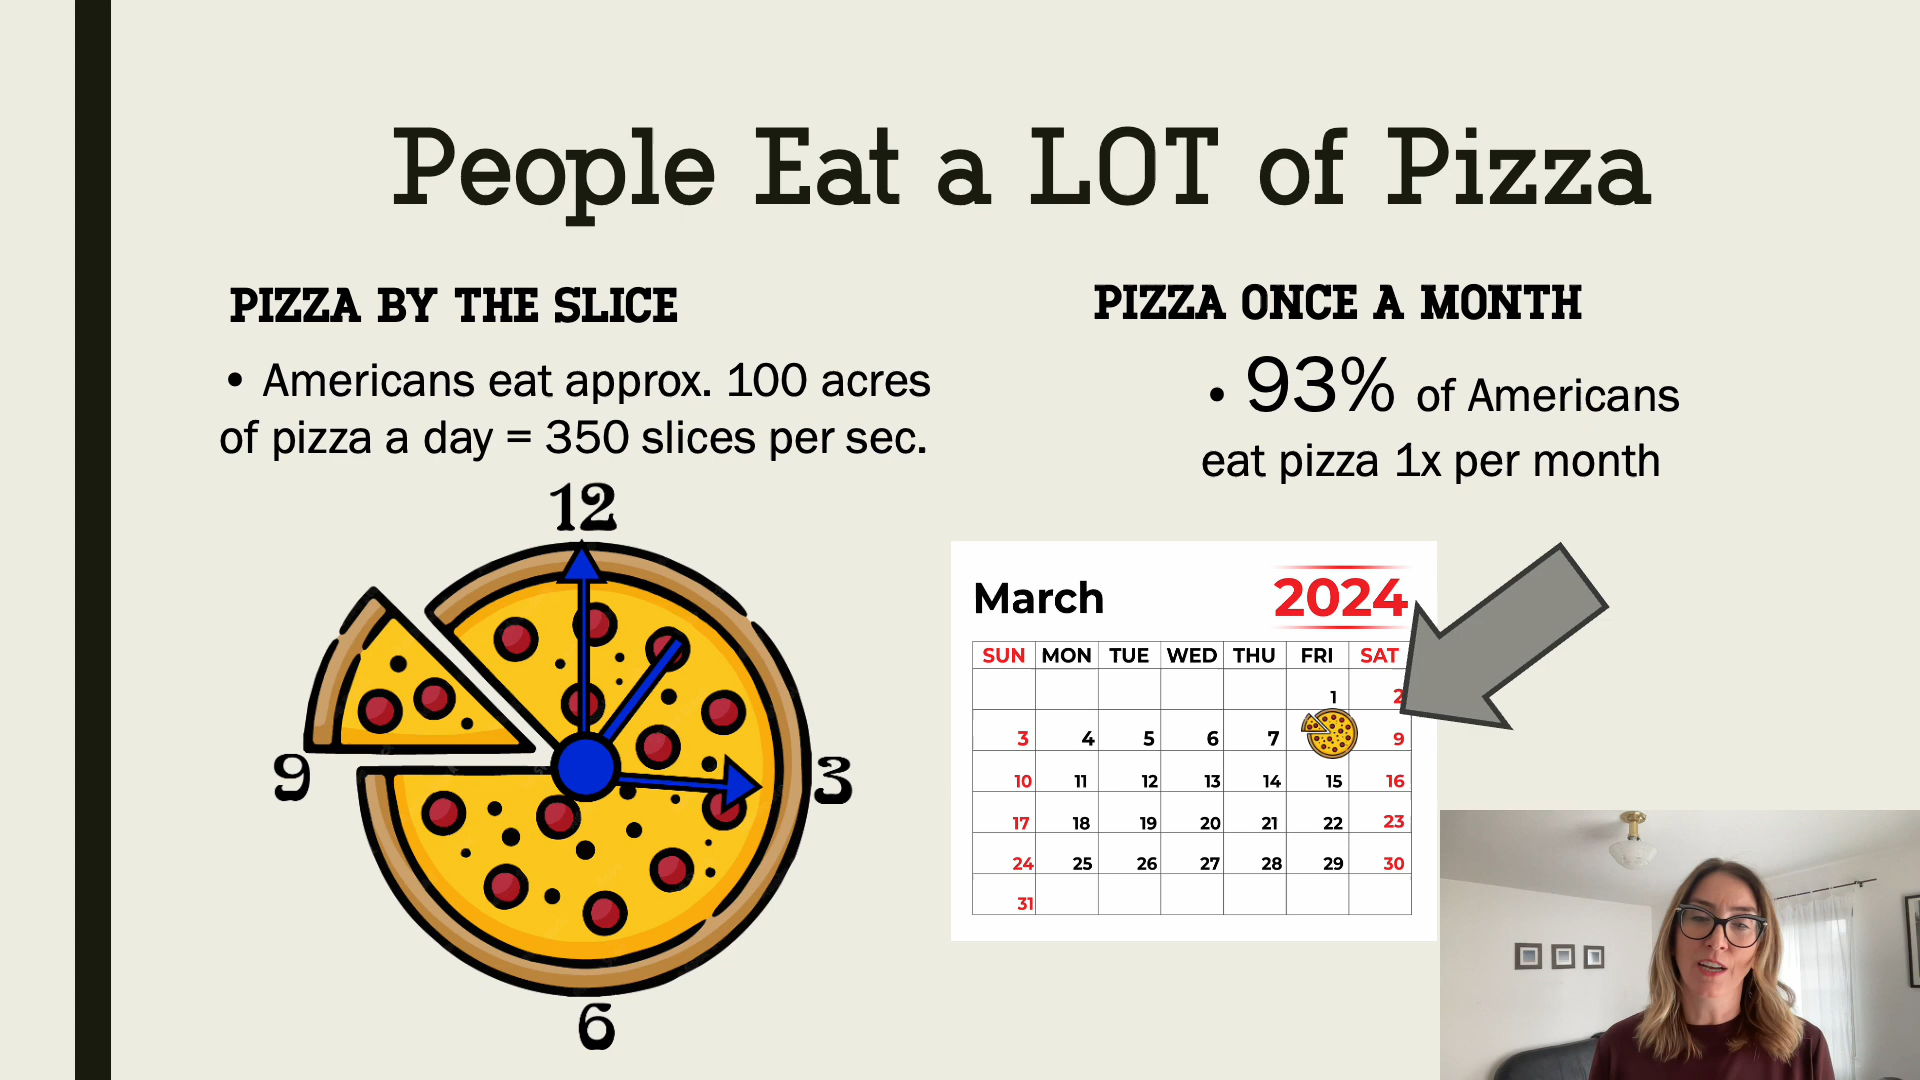 People Eat a LOT of Pizza
PIZZA BY THE SLICE
• Americans eat approx. 100 acres
of pizza a day = 350 slices per sec.
12
9
3
6
PIZZA ONCE A MONTH
• 93% of Americans
eat pizza 1x per month
March 2024
SUN MON TUE WED THU FRI SAT
1 2
3 4 5 6 7 9
10 11 12 13 14 15 16
17 18 19 20 21 22 23
24 25 26 27 28 29 30
31